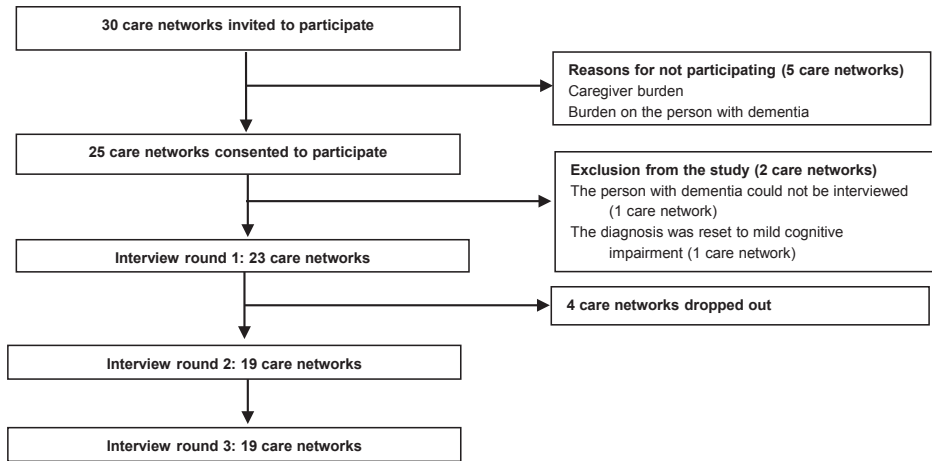 30 care networks invited to participate
Reasons for not participating (5 care networks)
Caregiver burden
Burden on the person with dementia
25 care networks consented to participate
Exclusion from the study (2 care networks)
The person with dementia could not be interviewed
(1 care network)
The diagnosis was reset to mild cognitive
impairment (1 care network)
Interview round 1: 23 care networks
4 care networks dropped out
Interview round 2: 19 care networks
Interview round 3: 19 care networks